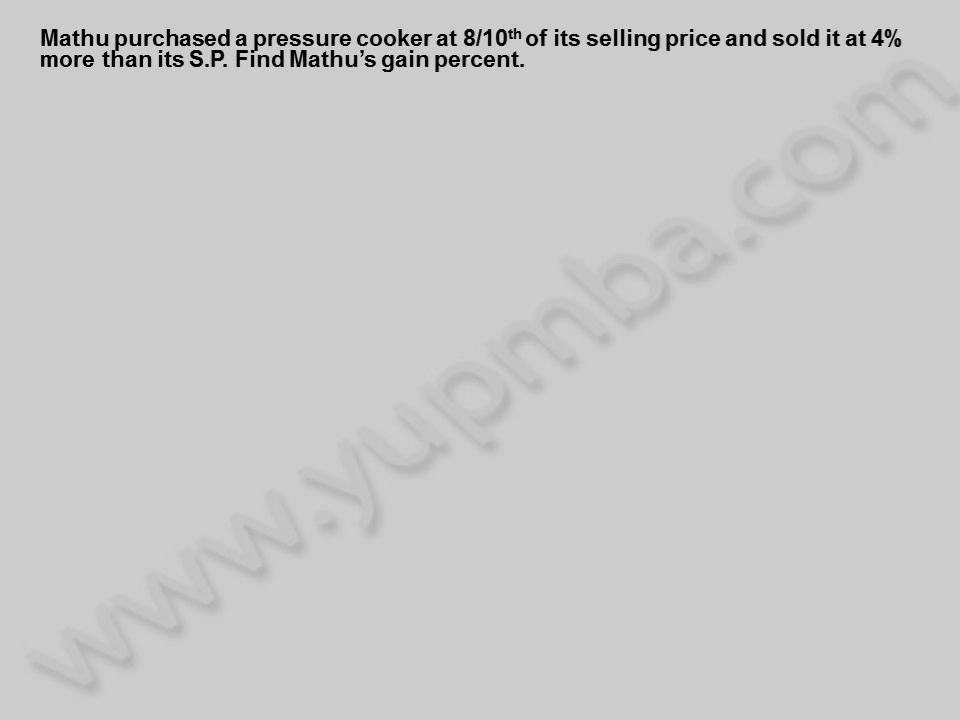 Mathu purchased a pressure cooker at 8/10th of its selling price and sold it at 4%
more than its S.P. Find Mathu’s gain percent.
www.yupmba.com